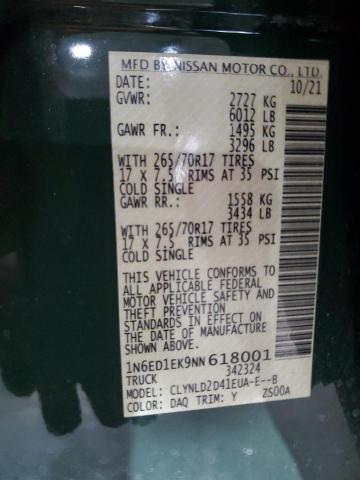 MFD BY NISSAN MOTOR CO., LTD.
DATE: 10/21
GVWR: 2727 KG
6012 LB
GAWR FR.: 1495 KG
3296 LB
WITH 265/70R17 TIRES
17 X 7.5 RIMS AT 35 PSI
COLD SINGLE
GAWR RR.: 1558 KG
3434 LB
WITH 265/70R17 TIRES
17 X 7.5 RIMS AT 35 PSI
COLD SINGLE
THIS VEHICLE CONFORMS TO
ALL APPLICABLE FEDERAL
MOTOR VEHICLE SAFETY AND
THEFT PREVENTION
STANDARDS IN EFFECT ON
THE DATE OF MANUFACTURE
SHOWN ABOVE.
1N6ED1EK9NN618001
TRUCK 342324
MODEL: CLYNLD2D41EUA-E--B
COLOR: DAQ TRIM: Y ZS00A